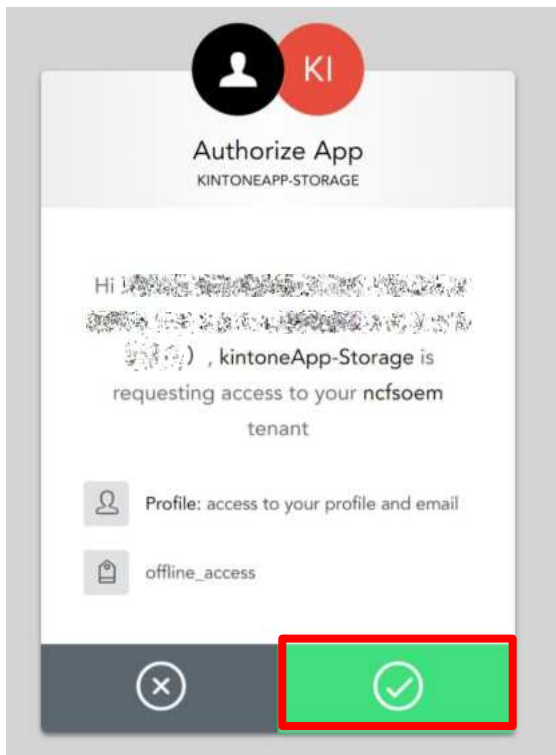 KI
Authorize App
KINTONEAPP-STORAGE
Hi
) , kintoneApp-Storage is
requesting access to your ncfsoem
tenant
Profile: access to your profile and email
offline_access